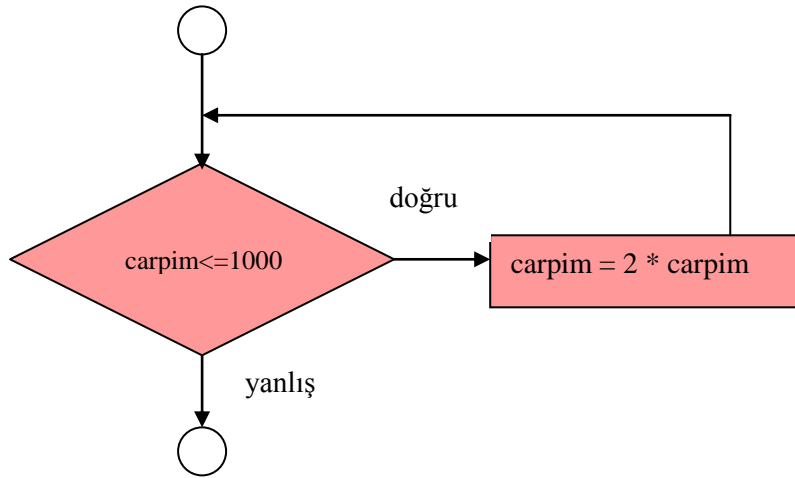 doğru
carpim<=1000
carpim = 2 * carpim
yanlış